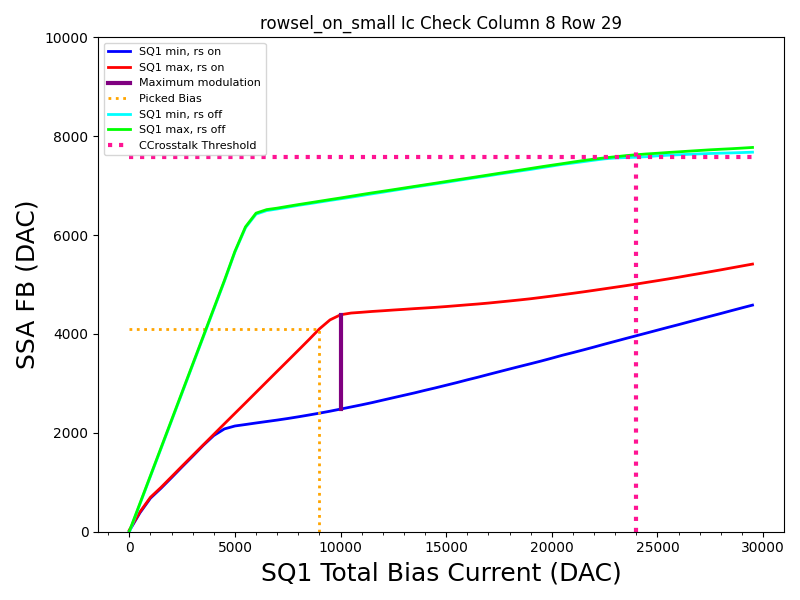 rowsel_on_small Ic Check Column 8 Row 29
SSA FB (DAC)
10000
8000
6000
4000
2000
0
SQ1 min, rs on
SQ1 max, rs on
Maximum modulation
Picked Bias
SQ1 min, rs off
SQ1 max, rs off
CCrosstalk Threshold
0 5000 10000 15000 20000 25000 30000
SQ1 Total Bias Current (DAC)